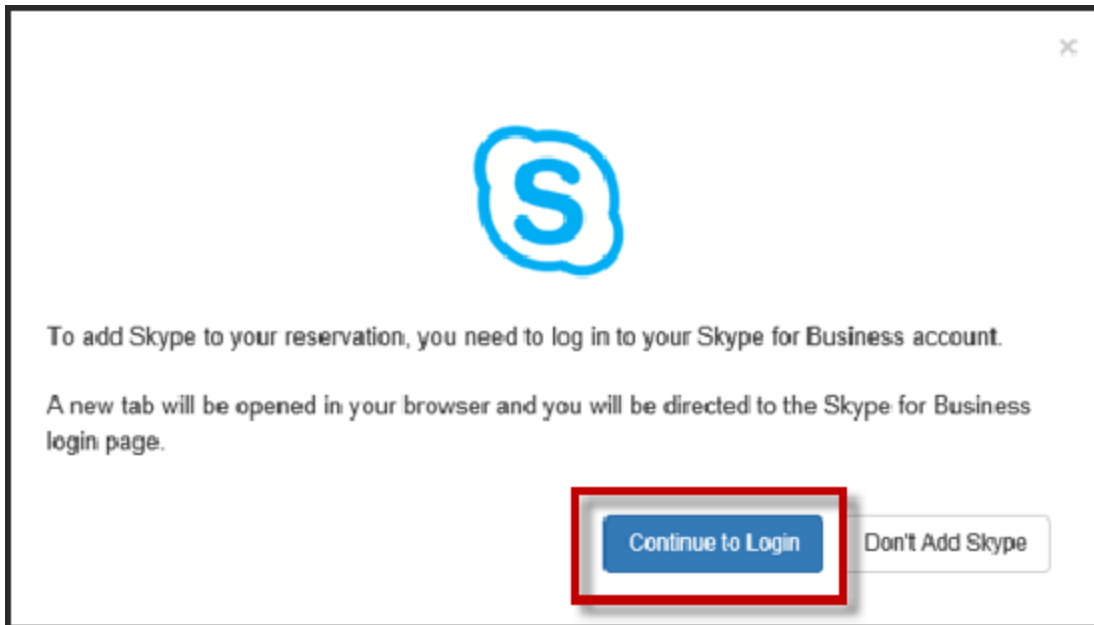 ×
S
To add Skype to your reservation, you need to log in to your Skype for Business account.
A new tab will be opened in your browser and you will be directed to the Skype for Business
login page.
Continue to Login
Don't Add Skype